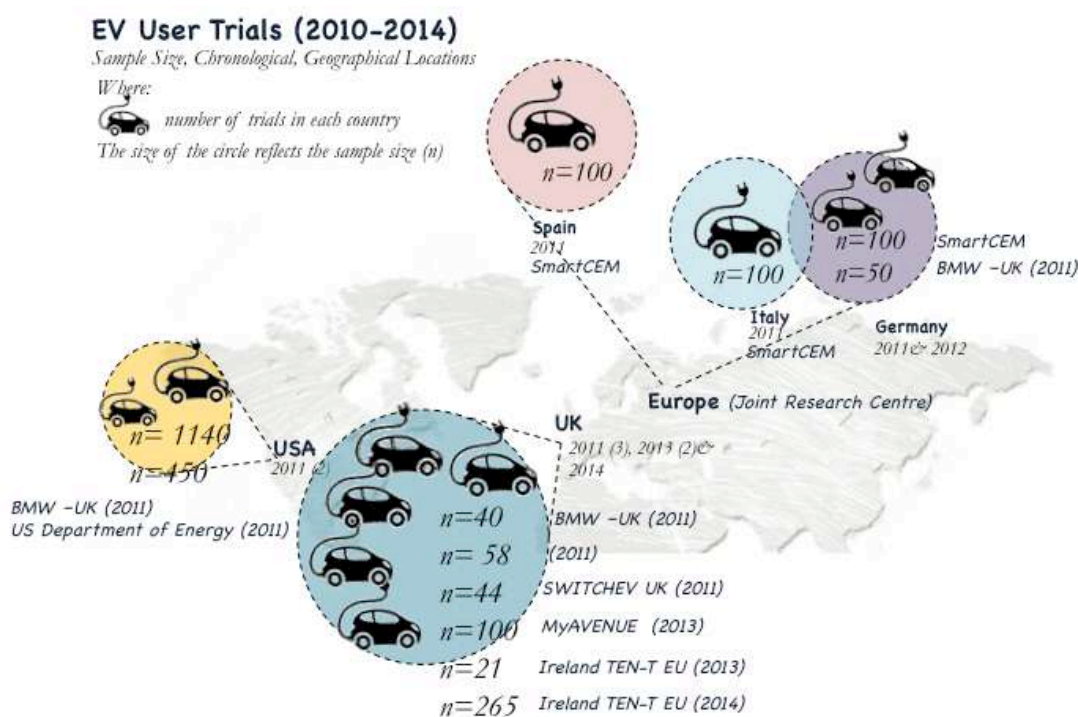 EV User Trials (2010-2014)
Sample Size, Chronological, Geographical Locations
Where:
number of trials in each country
The size of the circle reflects the sample size (n)
n=100
Spain
2011
SmartCEM
n=100
Italy
2011
SmartCEM
n=100 SmartCEM
n=50 BMW -UK (2011)
Germany
2011& 2012
Europe (Joint Research Centre)
n= 1140
n=450
USA
2011 (2)
BMW -UK (2011)
US Department of Energy (2011)
UK
2011 (3), 2013 (2)&
2014
n=40 BMW -UK (2011)
n= 58 (2011)
n=44 SWITCHEV UK (2011)
n=100 MyAVENUE (2013)
n=21 Ireland TEN-T EU (2013)
n=265 Ireland TEN-T EU (2014)